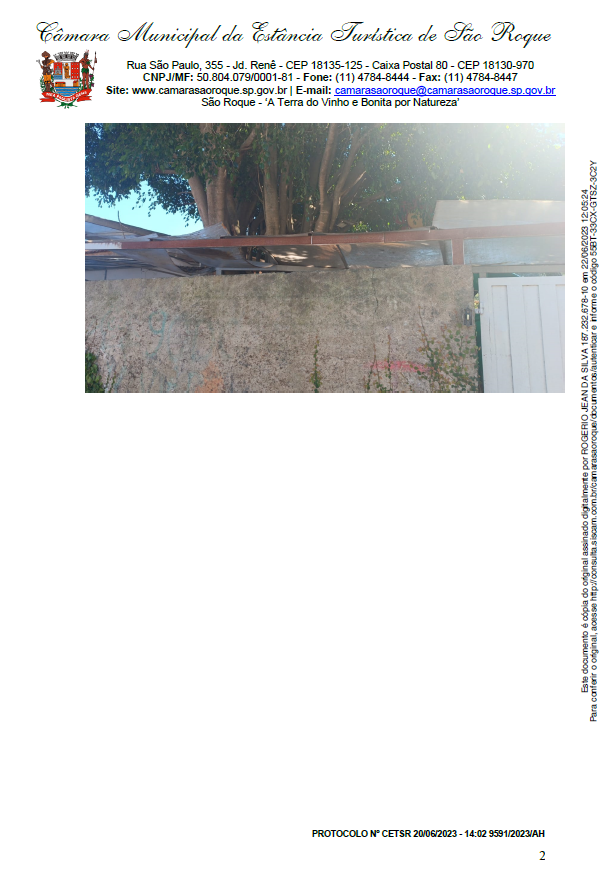 Câmara Municipal da Estância Turística de São Roque
Rua São Paulo, 355 - Jd. Renê - CEP 18135-125 - Caixa Postal 80 - CEP 18130-970
CNPJ/MF: 50.804.079/0001-81 - Fone: (11) 4784-8444 - Fax: (11) 4784-8447
Site: www.camarasaoroque.sp.gov.br | E-mail: camarasaoroque@camarasaoroque.sp.gov.br
São Roque - 'A Terra do Vinho e Bonita por Natureza'
Este documento é cópia do original assinado digitalmente por ROGERIO JEAN DA SILVA 187.232.678-10 em 22/06/2023 12:05:24
Para conferir o original, acesse http://consulta.siscam.com.br/camarasaoroque/documentos/autenticar e informe o código 55BT-33CX-GTSZ-3C2Y
PROTOCOLO Nº CETSR 20/06/2023 - 14:02 9591/2023/AH
2